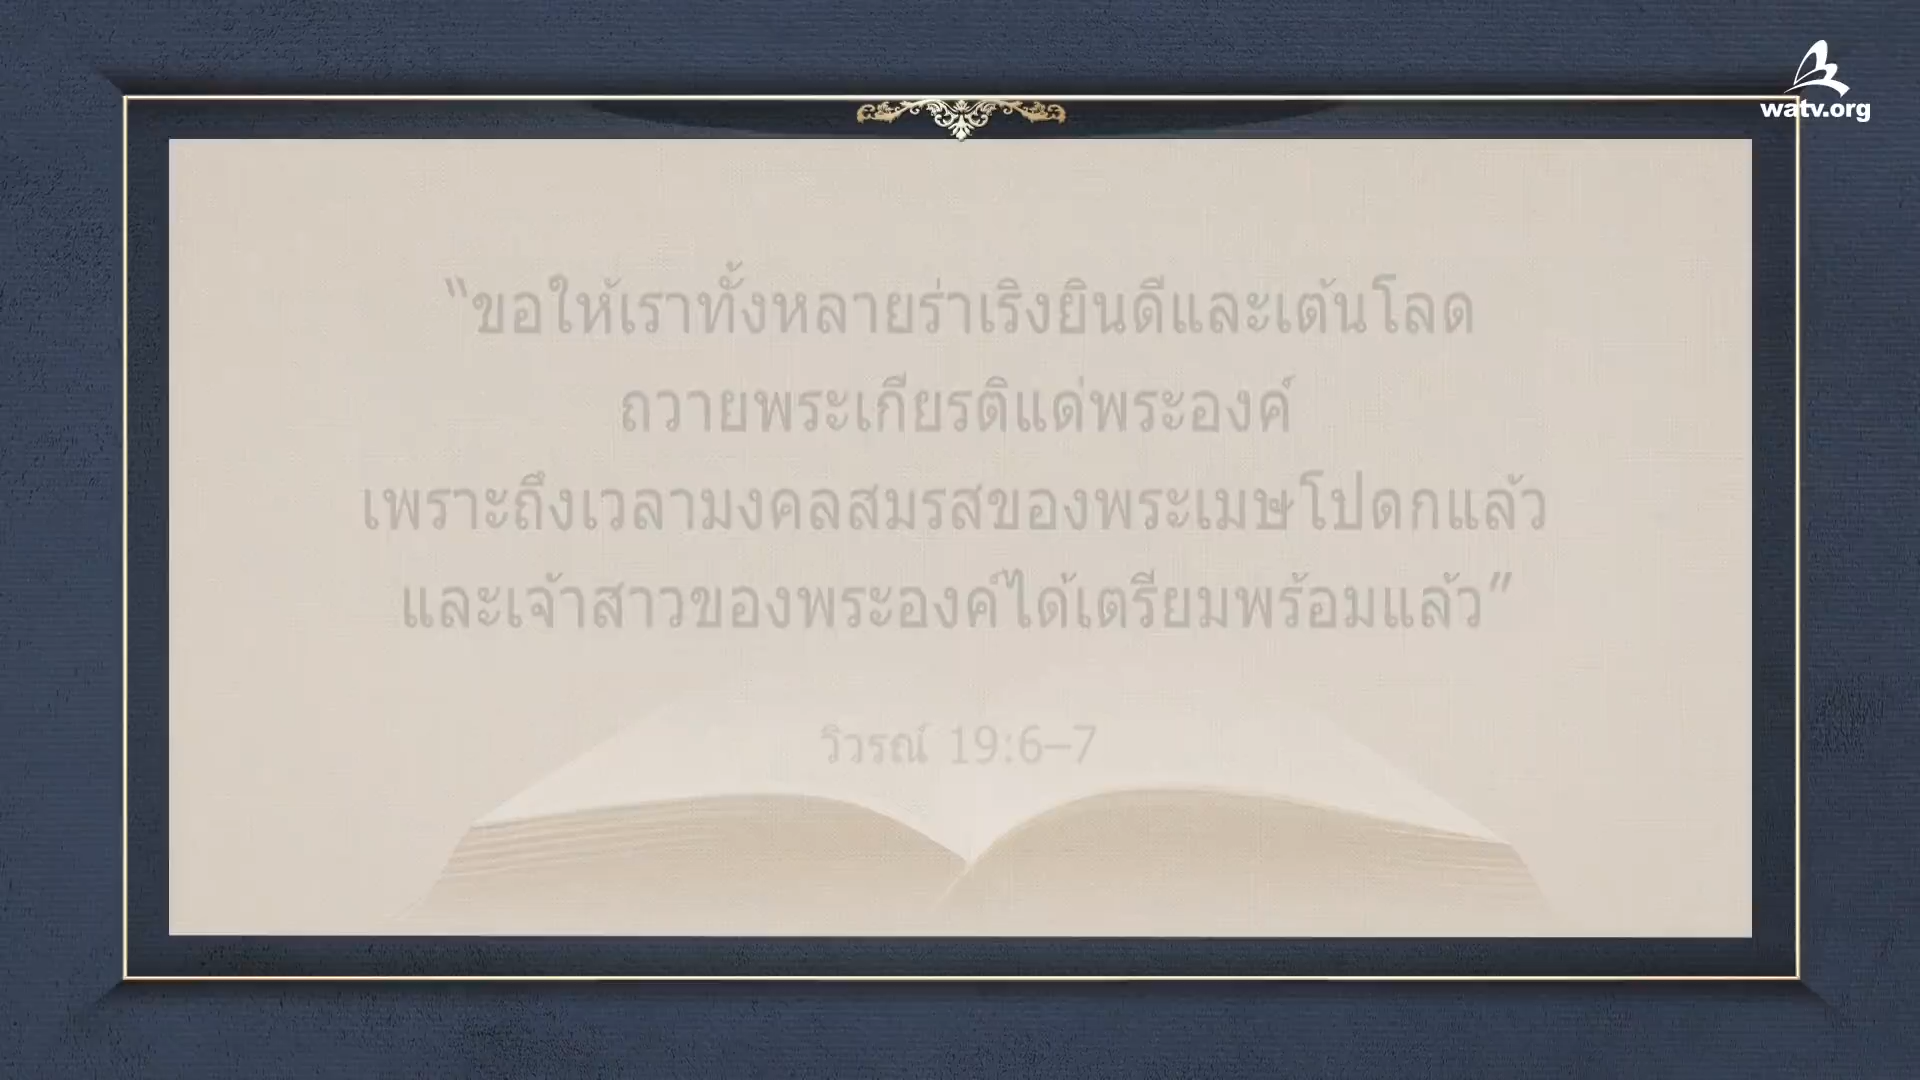 watv.org
“ขอให้เราทั้งหลายร่าเริงยินดีและเต้นโลด
ถวายพระเกียรติแด่พระองค์
เพราะถึงเวลามงคลสมรสของพระเมษโปดกแล้ว
และเจ้าสาวของพระองค์ได้เตรียมพร้อมแล้ว”
วิวรณ์ 19:6–7